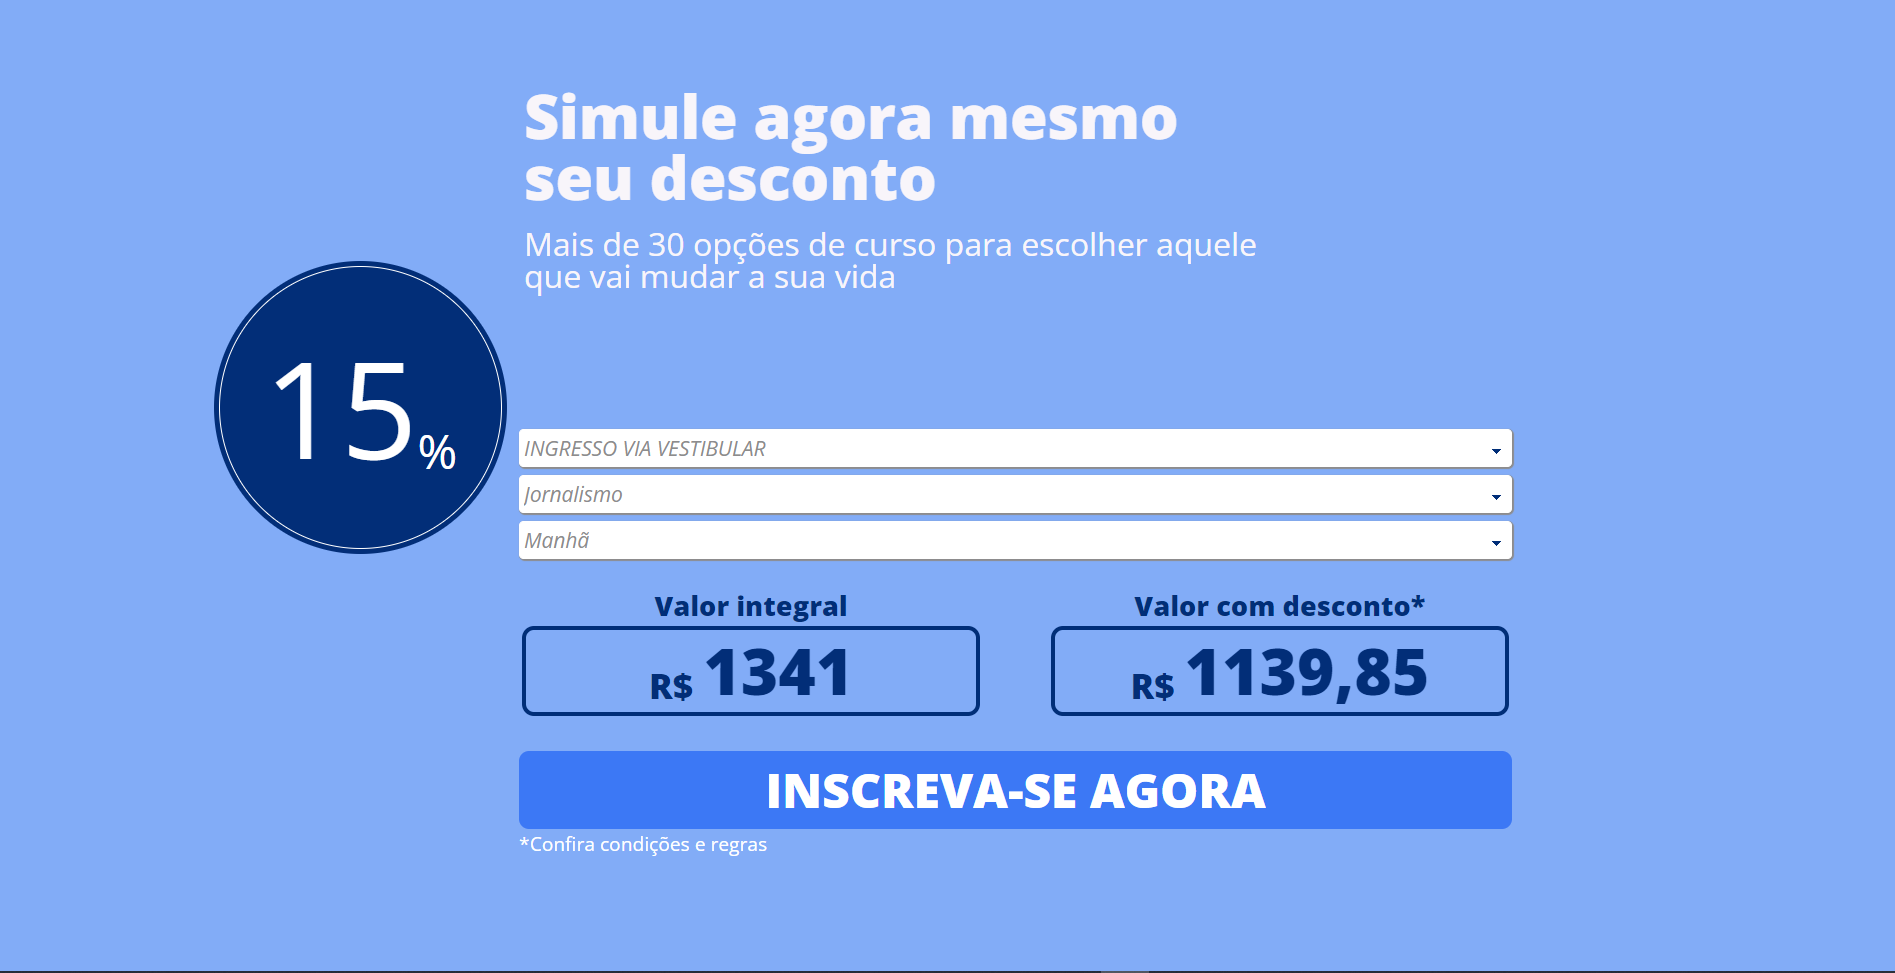 Simule agora mesmo
seu desconto
Mais de 30 opções de curso para escolher aquele
que vai mudar a sua vida
15%
INGRESSO VIA VESTIBULAR
Jornalismo
Manhã
Valor integral
R$ 1341
Valor com desconto*
R$ 1139,85
INSCREVA-SE AGORA
*Confira condições e regras